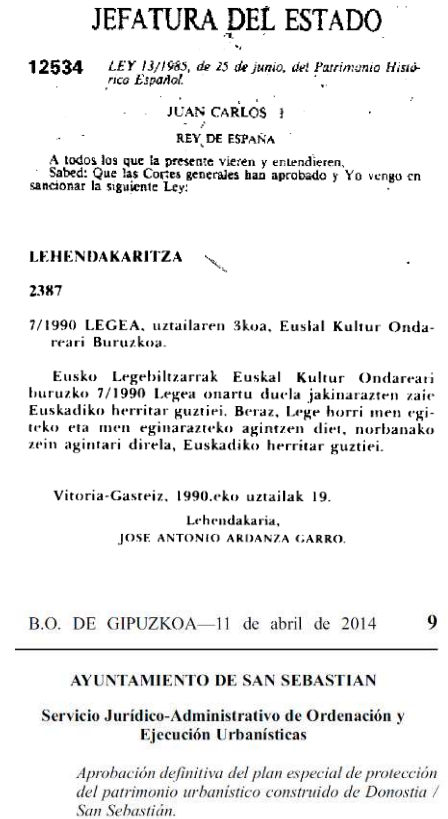 JEFATURA DEL ESTADO
12534 LEY 13/1985, de 25 de junio, del Patrimonio Histó-
rico Español.
JUAN CARLOS I
REY DE ESPAÑA
A todos los que la presente vieren y entendieren,
Sabed: Que las Cortes generales han aprobado y Yo vengo en
sancionar la siguiente Ley:
LEHENDAKARITZA
2387
7/1990 LEGEA, uztailaren 3koa, Euslal Kultur Onda-
reari Buruzkoa.
Eusko Legebiltzarrak Euskal Kultur Ondareari
buruzko 7/1990 Legea onartu duela jakinarazten zaie
Euskadiko herritar guztiei. Beraz, Lege horri men egi-
teko eta men eginarazteko agintzen diet, norbanako
zein agintari direla, Euskadiko herritar guztiei.
Vitoria-Gasteiz, 1990.eko uztailak 19.
Lehendakaria,
JOSE ANTONIO ARDANZA GARRO.
B.O. DE GIPUZKOA—11 de abril de 2014 9
AYUNTAMIENTO DE SAN SEBASTIAN
Servicio Jurídico-Administrativo de Ordenación y
Ejecución Urbanísticas
Aprobación definitiva del plan especial de protección
del patrimonio urbanístico construido de Donostia /
San Sebastián.